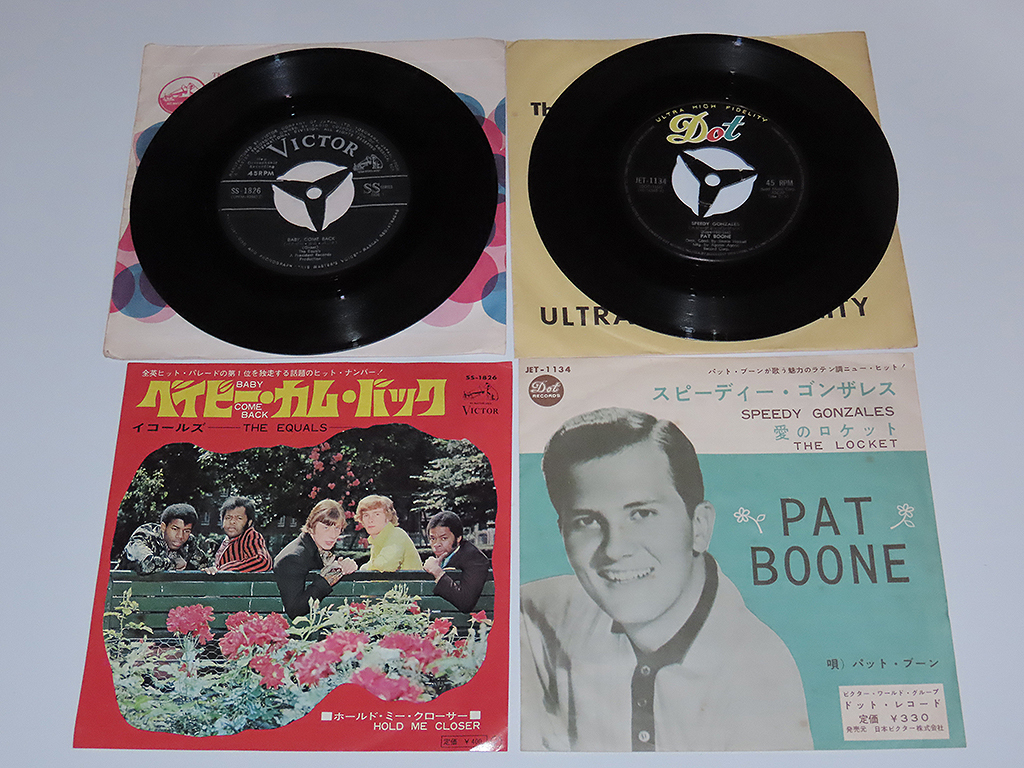 VICTOR
45RPM
SS-1826
SS
BABY, COME BACK
The Equals
A President Records
Production
ULTRA HIGH FIDELITY
Dot
JET-1134
45 RPM
SPEEDY GONZALES
PAT BOONE
Th
ULTRA
ITY
全英ヒット・パレードの第1位を独走する話題のヒット・ナンバー!
SS-1826
ベイビー・カム・バック
BABY
COME
BACK
VICTOR
イコールズ — THE EQUALS —
■ホールド・ミー・クローサー■
HOLD ME CLOSER
定価 ¥400
JET-1134
Dot
RECORDS
パット・ブーンが歌う魅力のラテン調ニュー・ヒット!
スピーディー・ゴンザレス
SPEEDY GONZALES
愛のロケット
THE LOCKET
PAT
BOONE
唄) パット・ブーン
ビクター・ワールド・グループ
ドット・レコード
定価 ¥330
発売元 日本ビクター株式会社